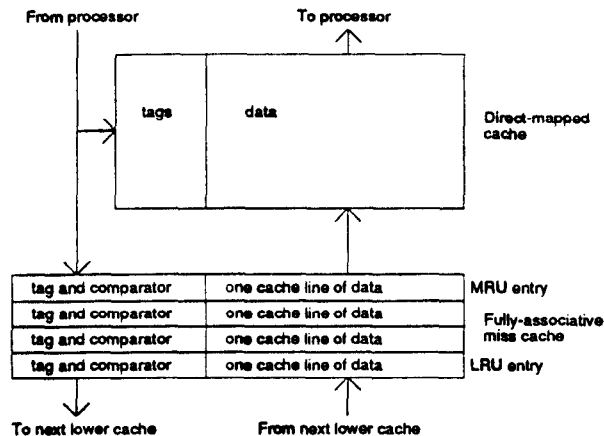 From processor
To processor
tags
data
Direct-mapped
cache
tag and comparator
one cache line of data
MRU entry
tag and comparator
one cache line of data
Fully-associative
miss cache
tag and comparator
one cache line of data
tag and comparator
one cache line of data
LRU entry
To next lower cache
From next lower cache